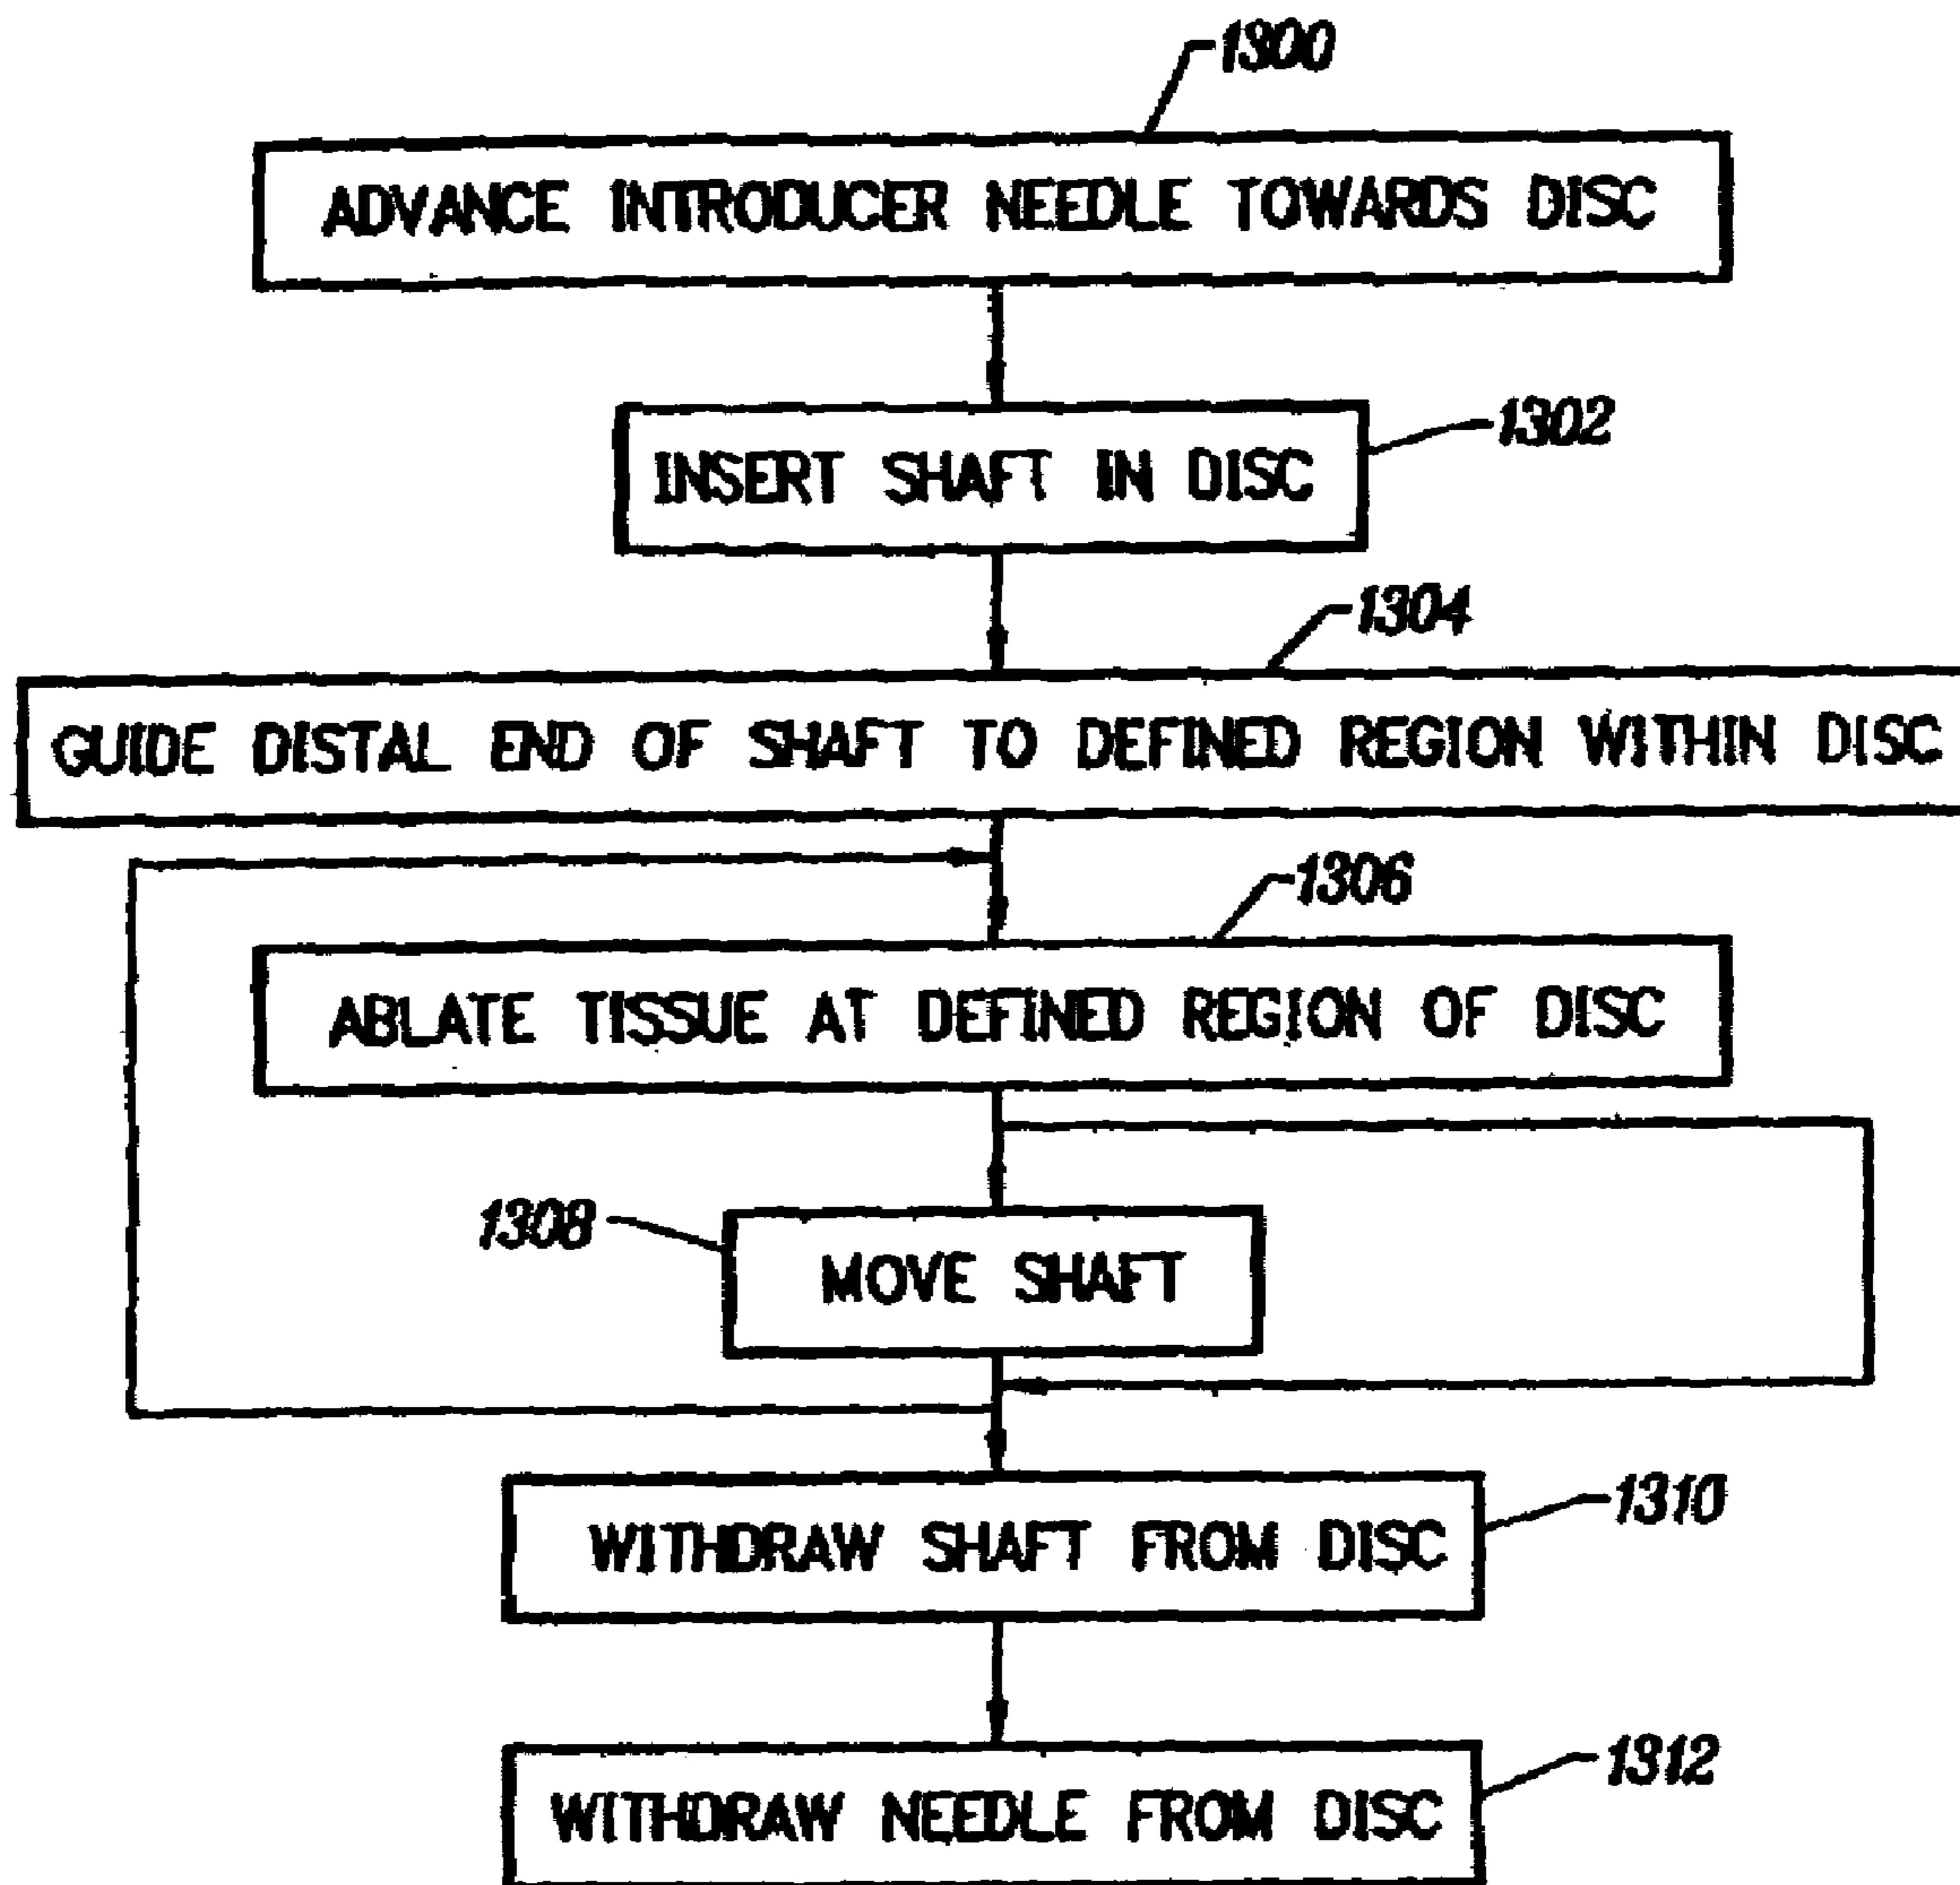 1300
ADVANCE INTRODUCER NEEDLE TOWARDS DISC
1302
INSERT SHAFT IN DISC
1304
GUIDE DISTAL END OF SHAFT TO DEFINED REGION WITHIN DISC
1306
ABLATE TISSUE AT DEFINED REGION OF DISC
1308
MOVE SHAFT
1310
WITHDRAW SHAFT FROM DISC
1312
WITHDRAW NEEDLE FROM DISC